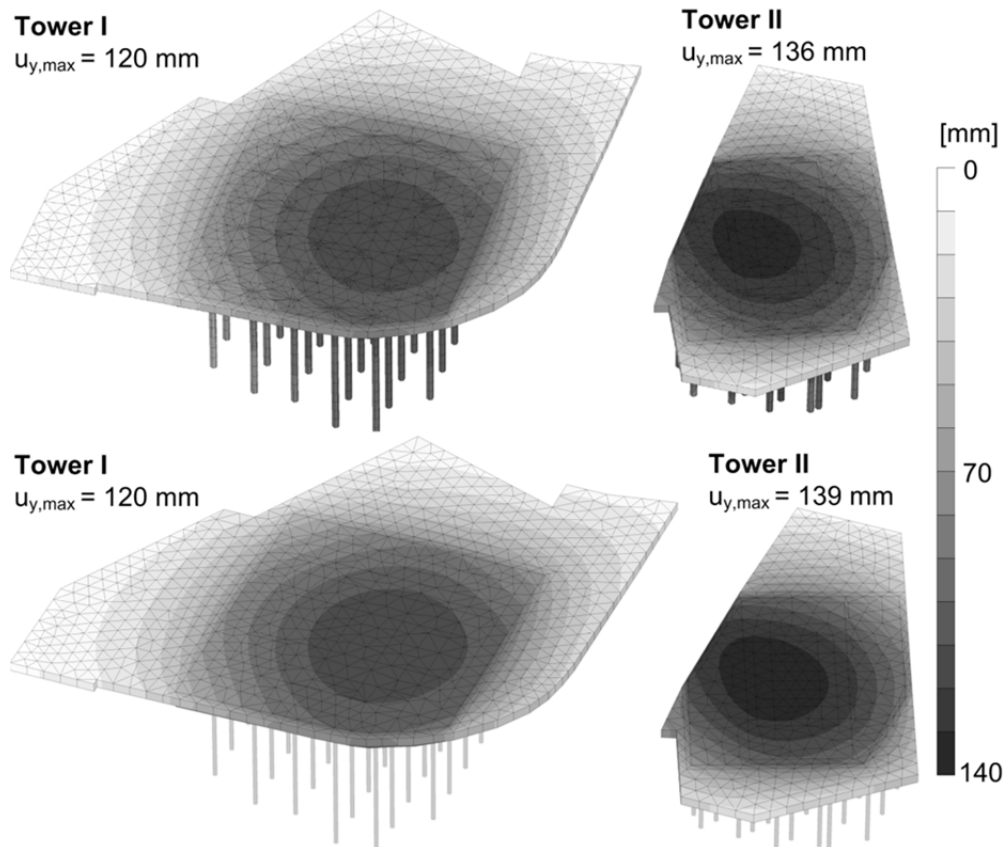 Tower I
u_y,max = 120 mm
Tower II
u_y,max = 136 mm
[mm]
0
70
140
Tower I
u_y,max = 120 mm
Tower II
u_y,max = 139 mm